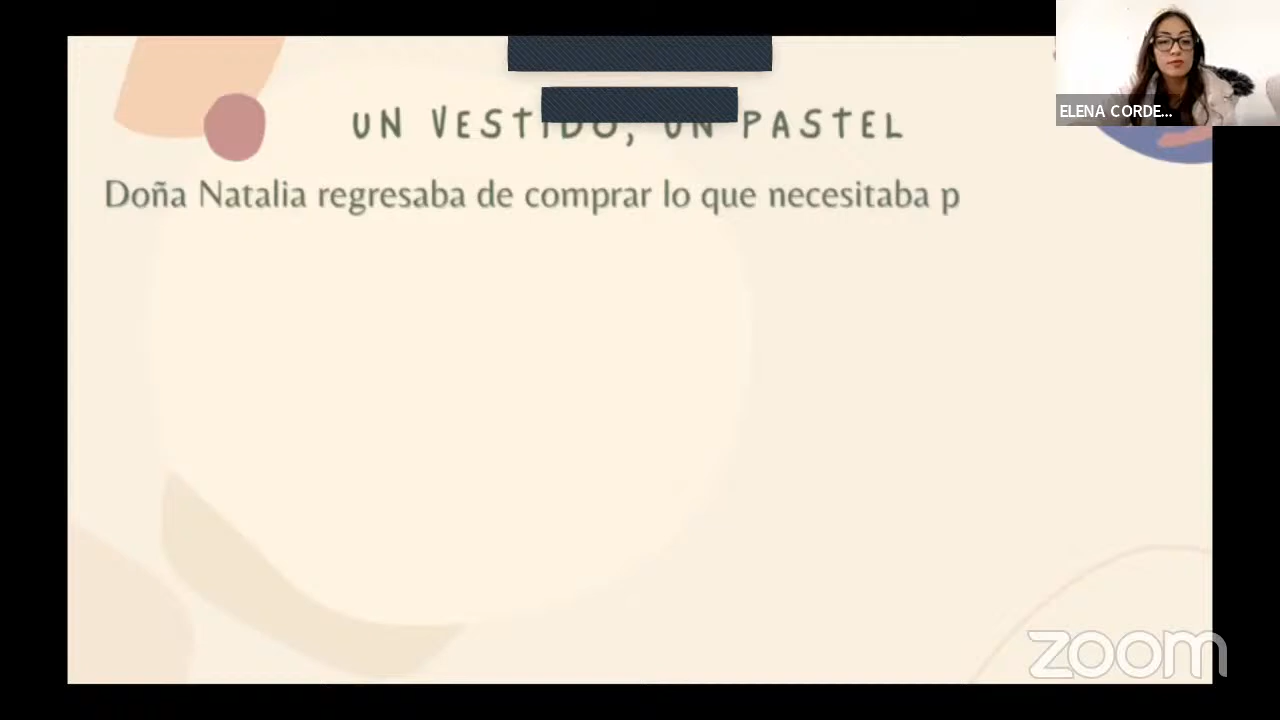 UN VESTIDO, UN PASTEL
Doña Natalia regresaba de comprar lo que necesitaba p
ELENA CORDE...
zoom